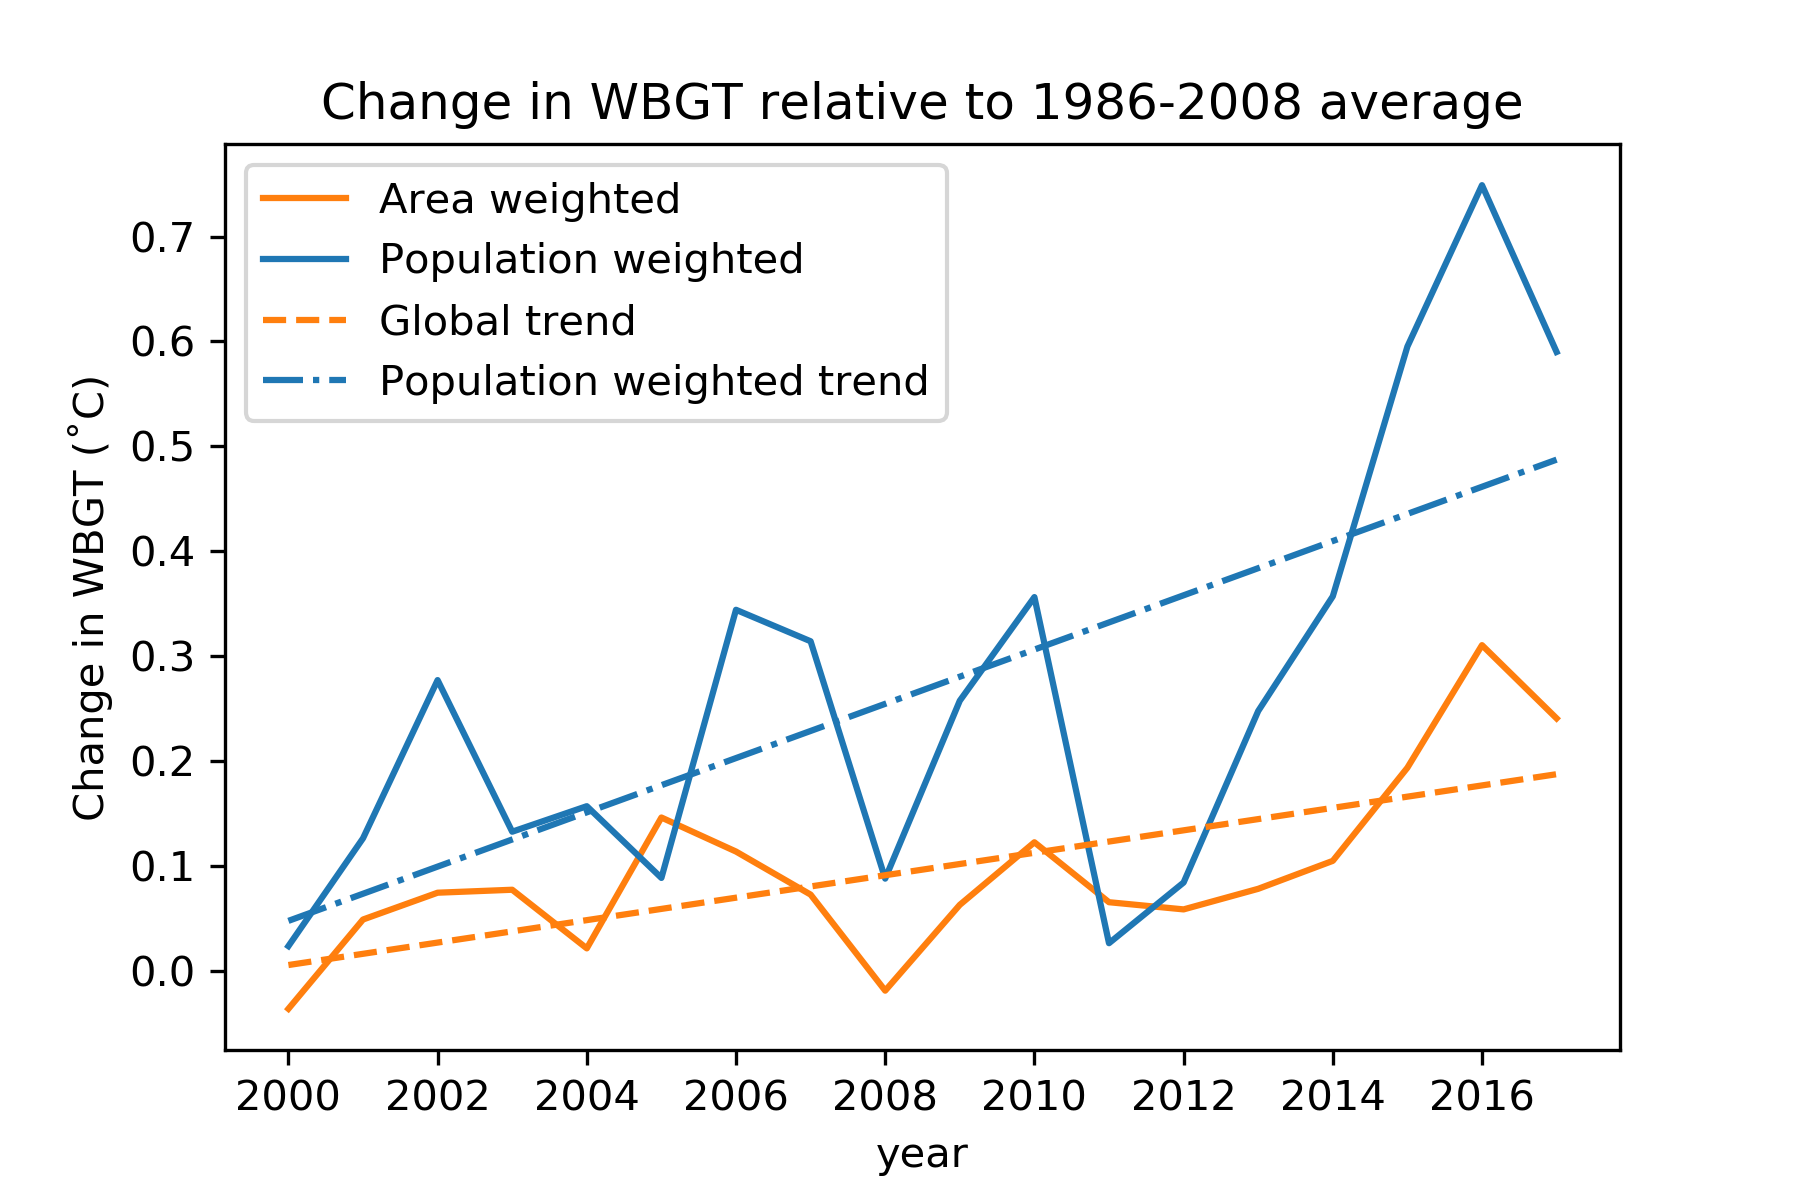 Change in WBGT relative to 1986-2008 average
Area weighted
Population weighted
Global trend
Population weighted trend
Change in WBGT (˚C)
0.7
0.6
0.5
0.4
0.3
0.2
0.1
0.0
2000 2002 2004 2006 2008 2010 2012 2014 2016
year